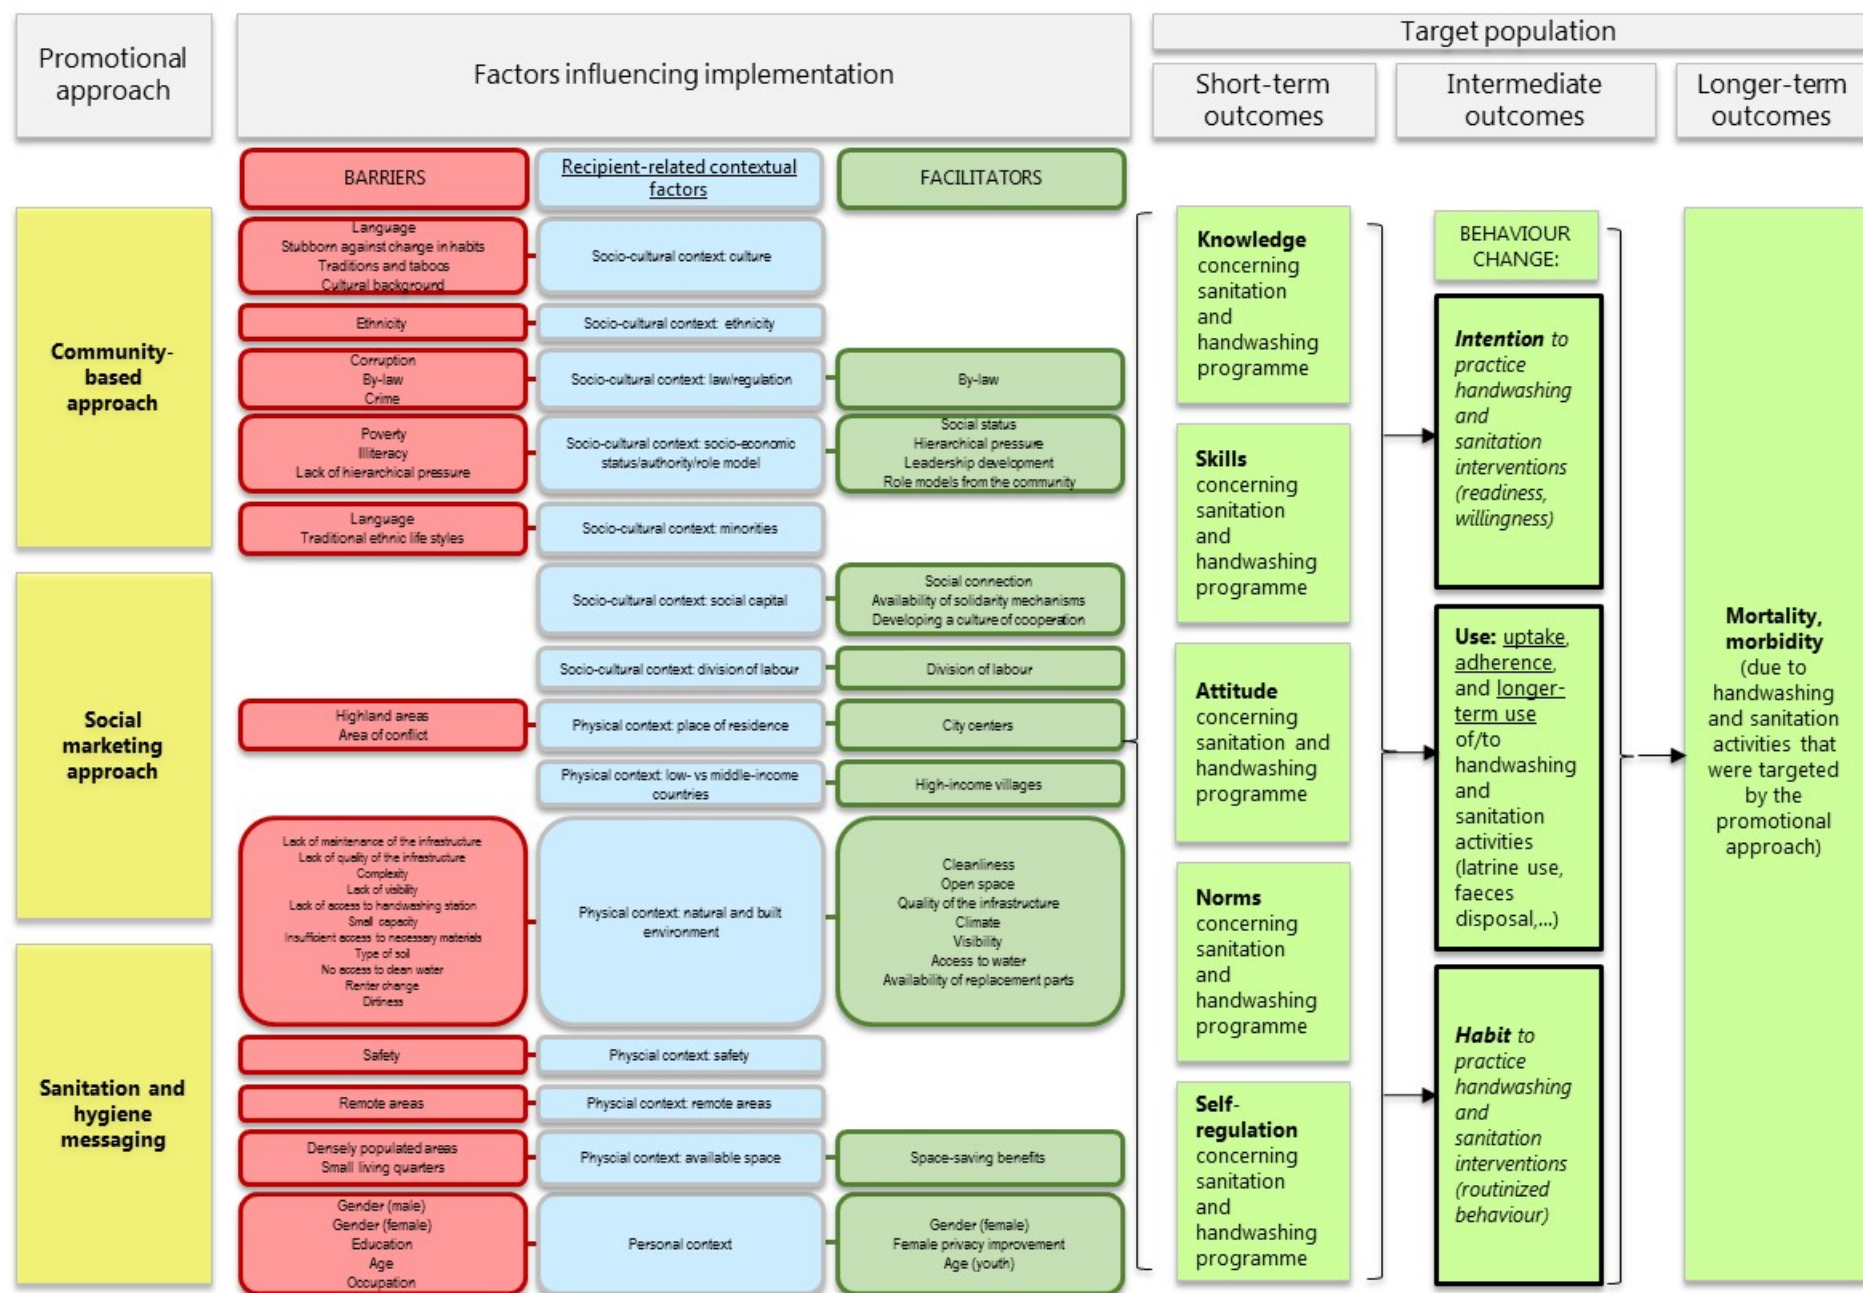 Promotional
approach
Factors influencing implementation
Target population
Short-term
outcomes
Intermediate
outcomes
Longer-term
outcomes
BARRIERS
Recipient-related contextual
factors
FACILITATORS
Community-
based
approach
Social
marketing
approach
Sanitation and
hygiene
messaging
Language
Stubborn against change in habits
Traditions and taboos
Cultural background
Socio-cultural context: culture
Ethnicity
Socio-cultural context: ethnicity
Corruption
By-law
Crime
Socio-cultural context: law/regulation
By-law
Poverty
Illiteracy
Lack of hierarchical pressure
Socio-cultural context: socio-economic
status/authority/role model
Social status
Hierarchical pressure
Leadership development
Role models from the community
Language
Traditional ethnic life styles
Socio-cultural context: minorities
Socio-cultural context: social capital
Social connection
Availability of solidarity mechanisms
Developing a culture of cooperation
Socio-cultural context: division of labour
Division of labour
Highland areas
Area of conflict
Physical context: place of residence
City centers
Physical context: low- vs middle-income
countries
High-income villages
Lack of maintenance of the infrastructure
Lack of quality of the infrastructure
Complexity
Lack of visibility
Lack of access to handwashing station
Small capacity
Insufficient access to necessary materials
Type of soil
No access to clean water
Renter change
Dirtiness
Physical context: natural and built
environment
Cleanliness
Open space
Quality of the infrastructure
Climate
Visibility
Access to water
Availability of replacement parts
Safety
Physcial context: safety
Remote areas
Physcial context: remote areas
Densely populated areas
Small living quarters
Physcial context: available space
Space-saving benefits
Gender (male)
Gender (female)
Education
Age
Occupation
Personal context
Gender (female)
Female privacy improvement
Age (youth)
Knowledge
concerning
sanitation
and
handwashing
programme
Skills
concerning
sanitation
and
handwashing
programme
Attitude
concerning
sanitation and
handwashing
programme
Norms
concerning
sanitation
and
handwashing
programme
Self-
regulation
concerning
sanitation
and
handwashing
programme
BEHAVIOUR
CHANGE:
Intention to
practice
handwashing
and
sanitation
interventions
(readiness,
willingness)
Use: uptake,
adherence,
and longer-
term use
of/to
handwashing
and
sanitation
activities
(latrine use,
faeces
disposal,...)
Habit to
practice
handwashing
and
sanitation
interventions
(routinized
behaviour)
Mortality,
morbidity
(due to
handwashing
and sanitation
activities that
were targeted
by the
promotional
approach)